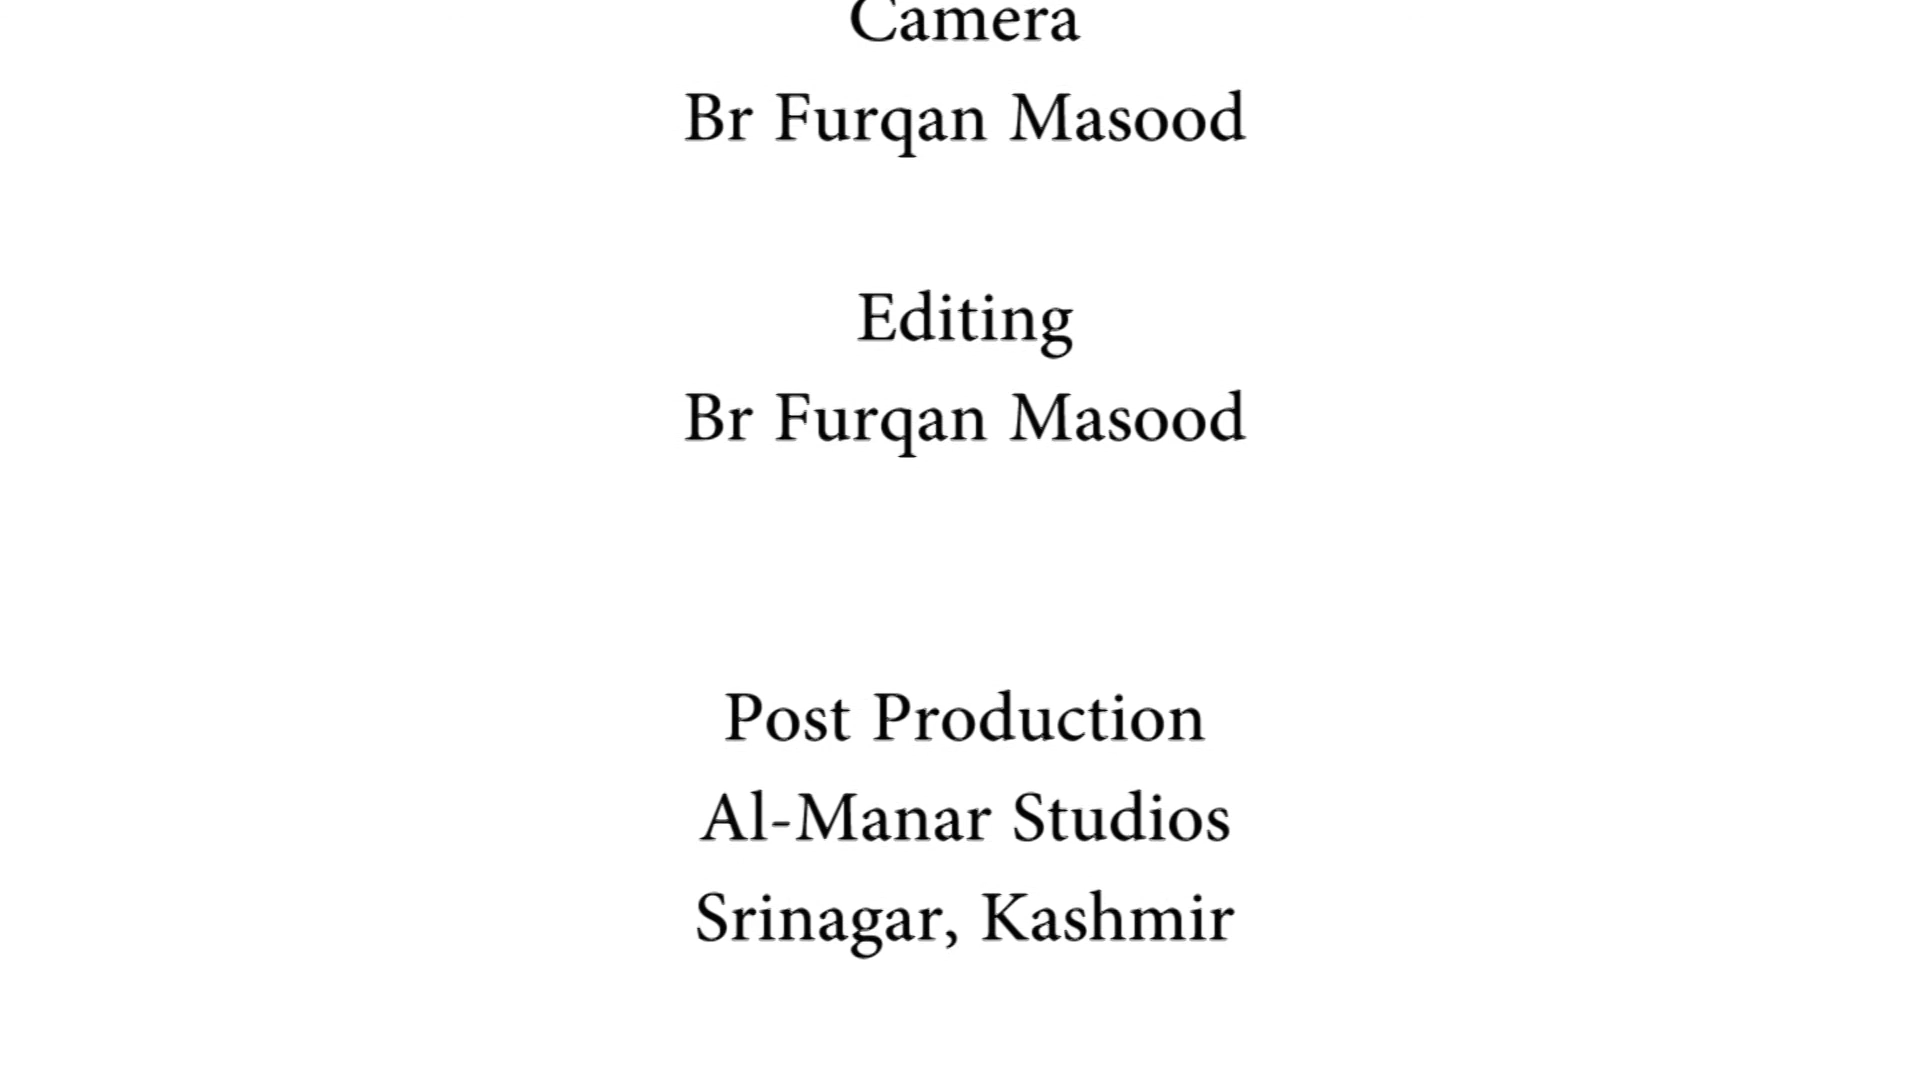 Camera
Br Furqan Masood
Editing
Br Furqan Masood
Post Production
Al-Manar Studios
Srinagar, Kashmir